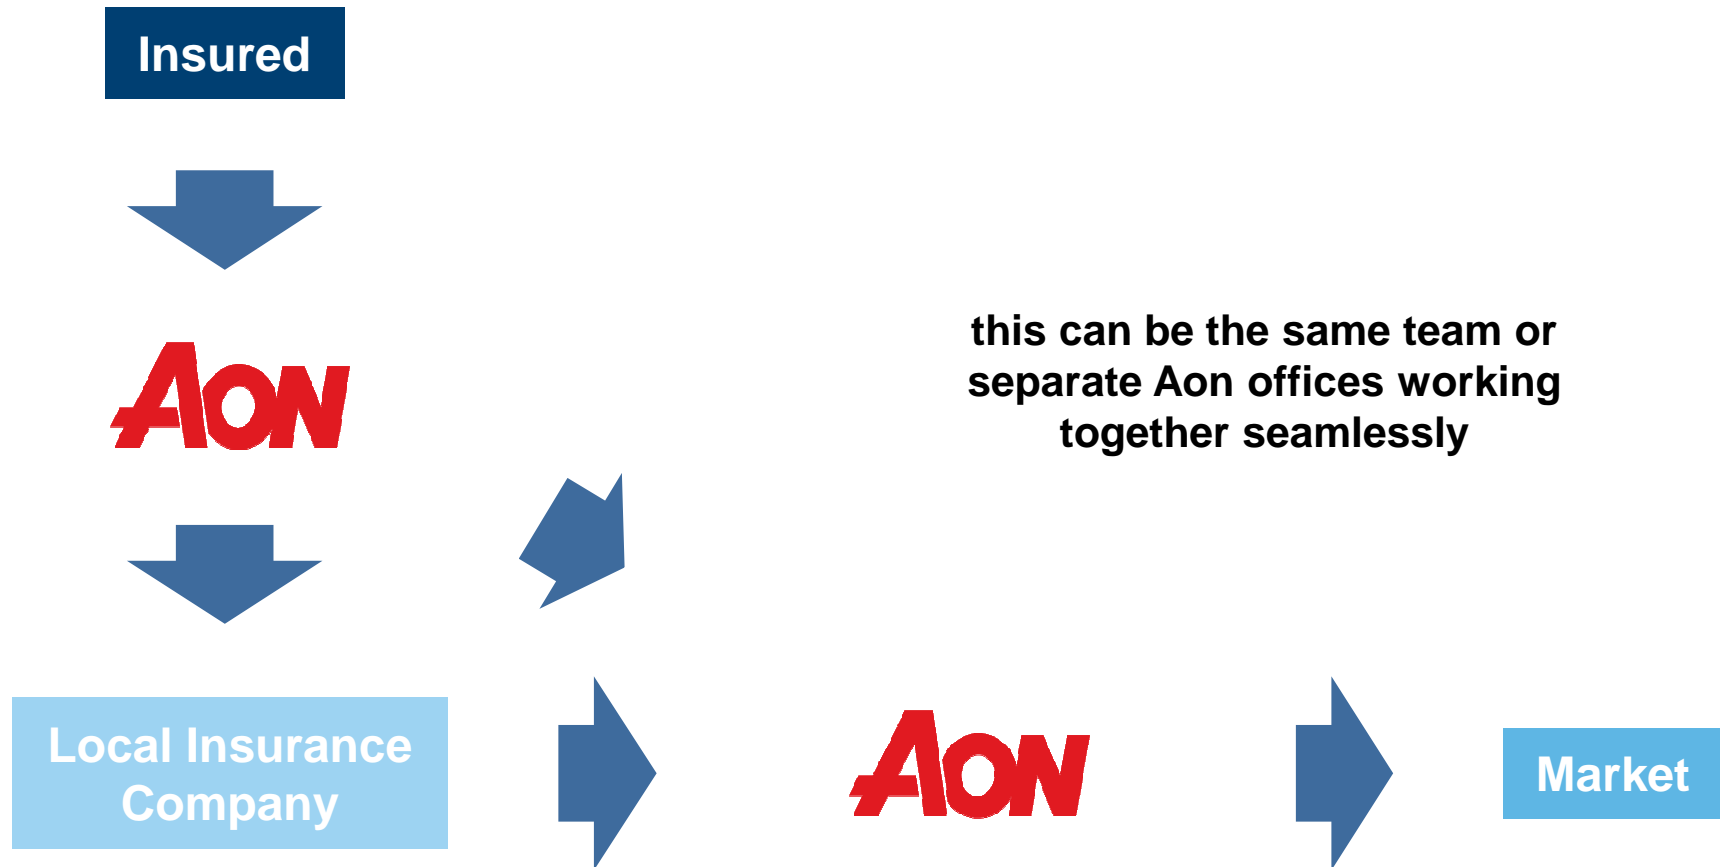 Insured
AON
this can be the same team or
separate Aon offices working
together seamlessly
Local Insurance
Company
AON
Market